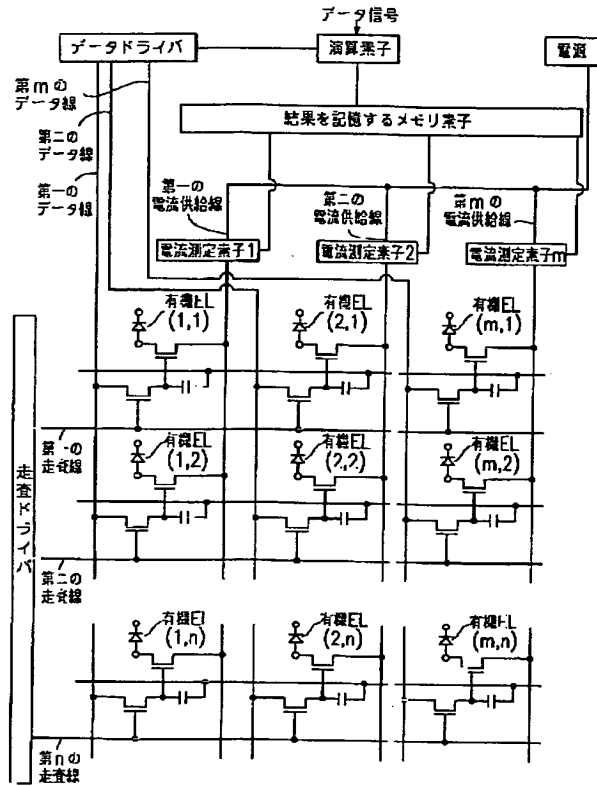 データ信号
データドライバ
演算素子
電源
第mの
データ線
第二の
データ線
第一の
データ線
結果を記憶するメモリ素子
第一の
電流供給線
第二の
電流供給線
第mの
電流供給線
電流測定素子1
電流測定素子2
電流測定素子m
有機EL
(1,1)
有機EL
(2,1)
有機EL
(m,1)
第一の
走査線
有機EL
(1,2)
有機EL
(2,2)
有機EL
(m,2)
走査ドライバ
第二の
走査線
有機EL
(1,n)
有機EL
(2,n)
有機EL
(m,n)
第nの
走査線